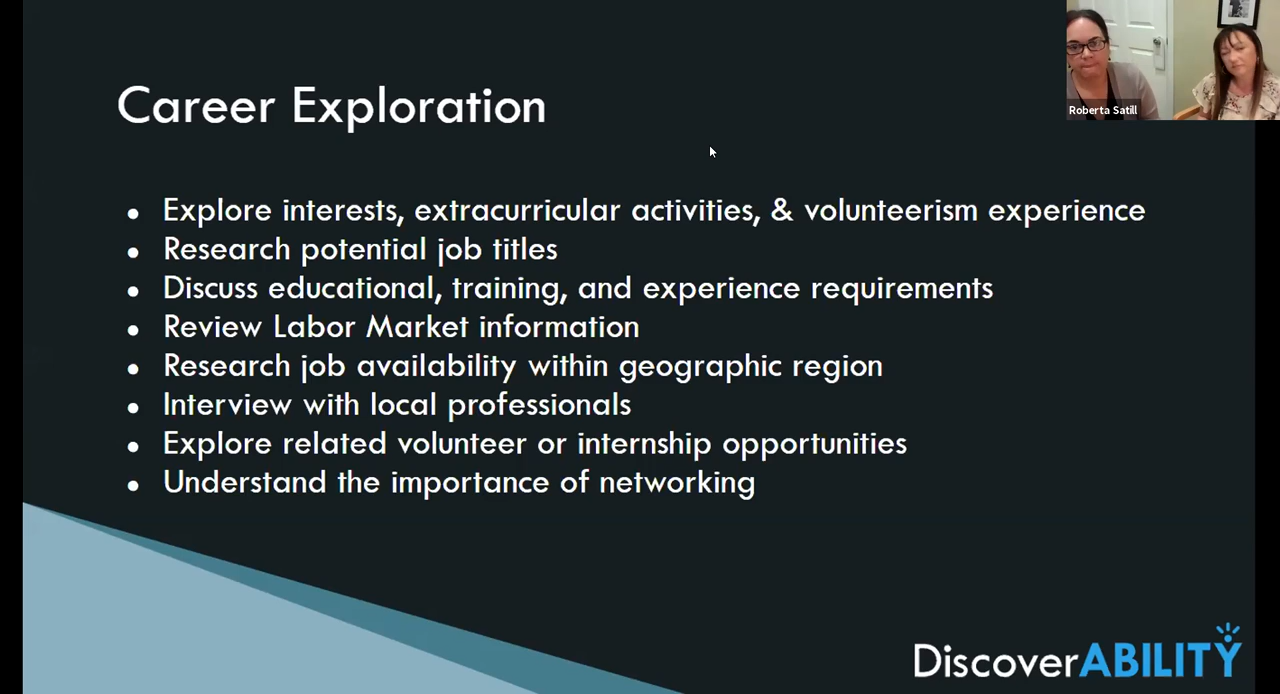 Career Exploration
Roberta Satill
• Explore interests, extracurricular activities, & volunteerism experience
• Research potential job titles
• Discuss educational, training, and experience requirements
• Review Labor Market information
• Research job availability within geographic region
• Interview with local professionals
• Explore related volunteer or internship opportunities
• Understand the importance of networking
DiscoverABILITY